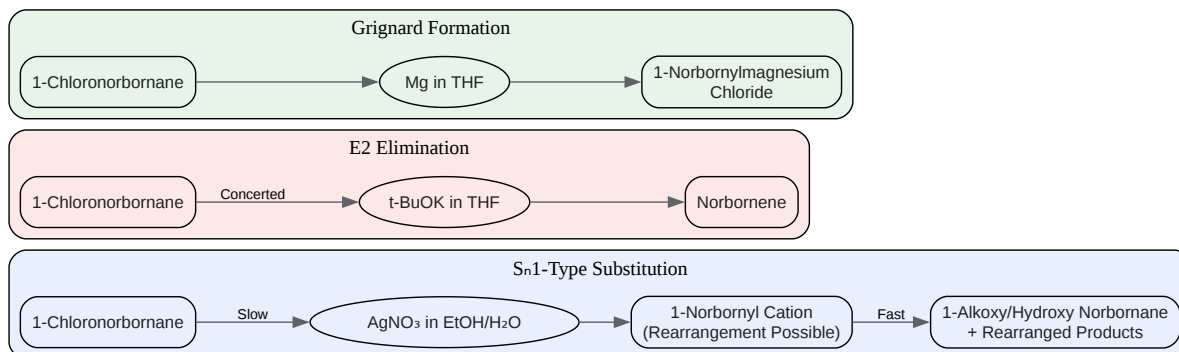 Grignard Formation
1-Chloronorbornane
Mg in THF
1-Norbornylmagnesium
Chloride
E2 Elimination
1-Chloronorbornane
Concerted
t-BuOK in THF
Norbornene
Sₙ1-Type Substitution
1-Chloronorbornane
Slow
AgNO₃ in EtOH/H₂O
1-Norbornyl Cation
(Rearrangement Possible)
Fast
1-Alkoxy/Hydroxy Norbornane
+ Rearranged Products